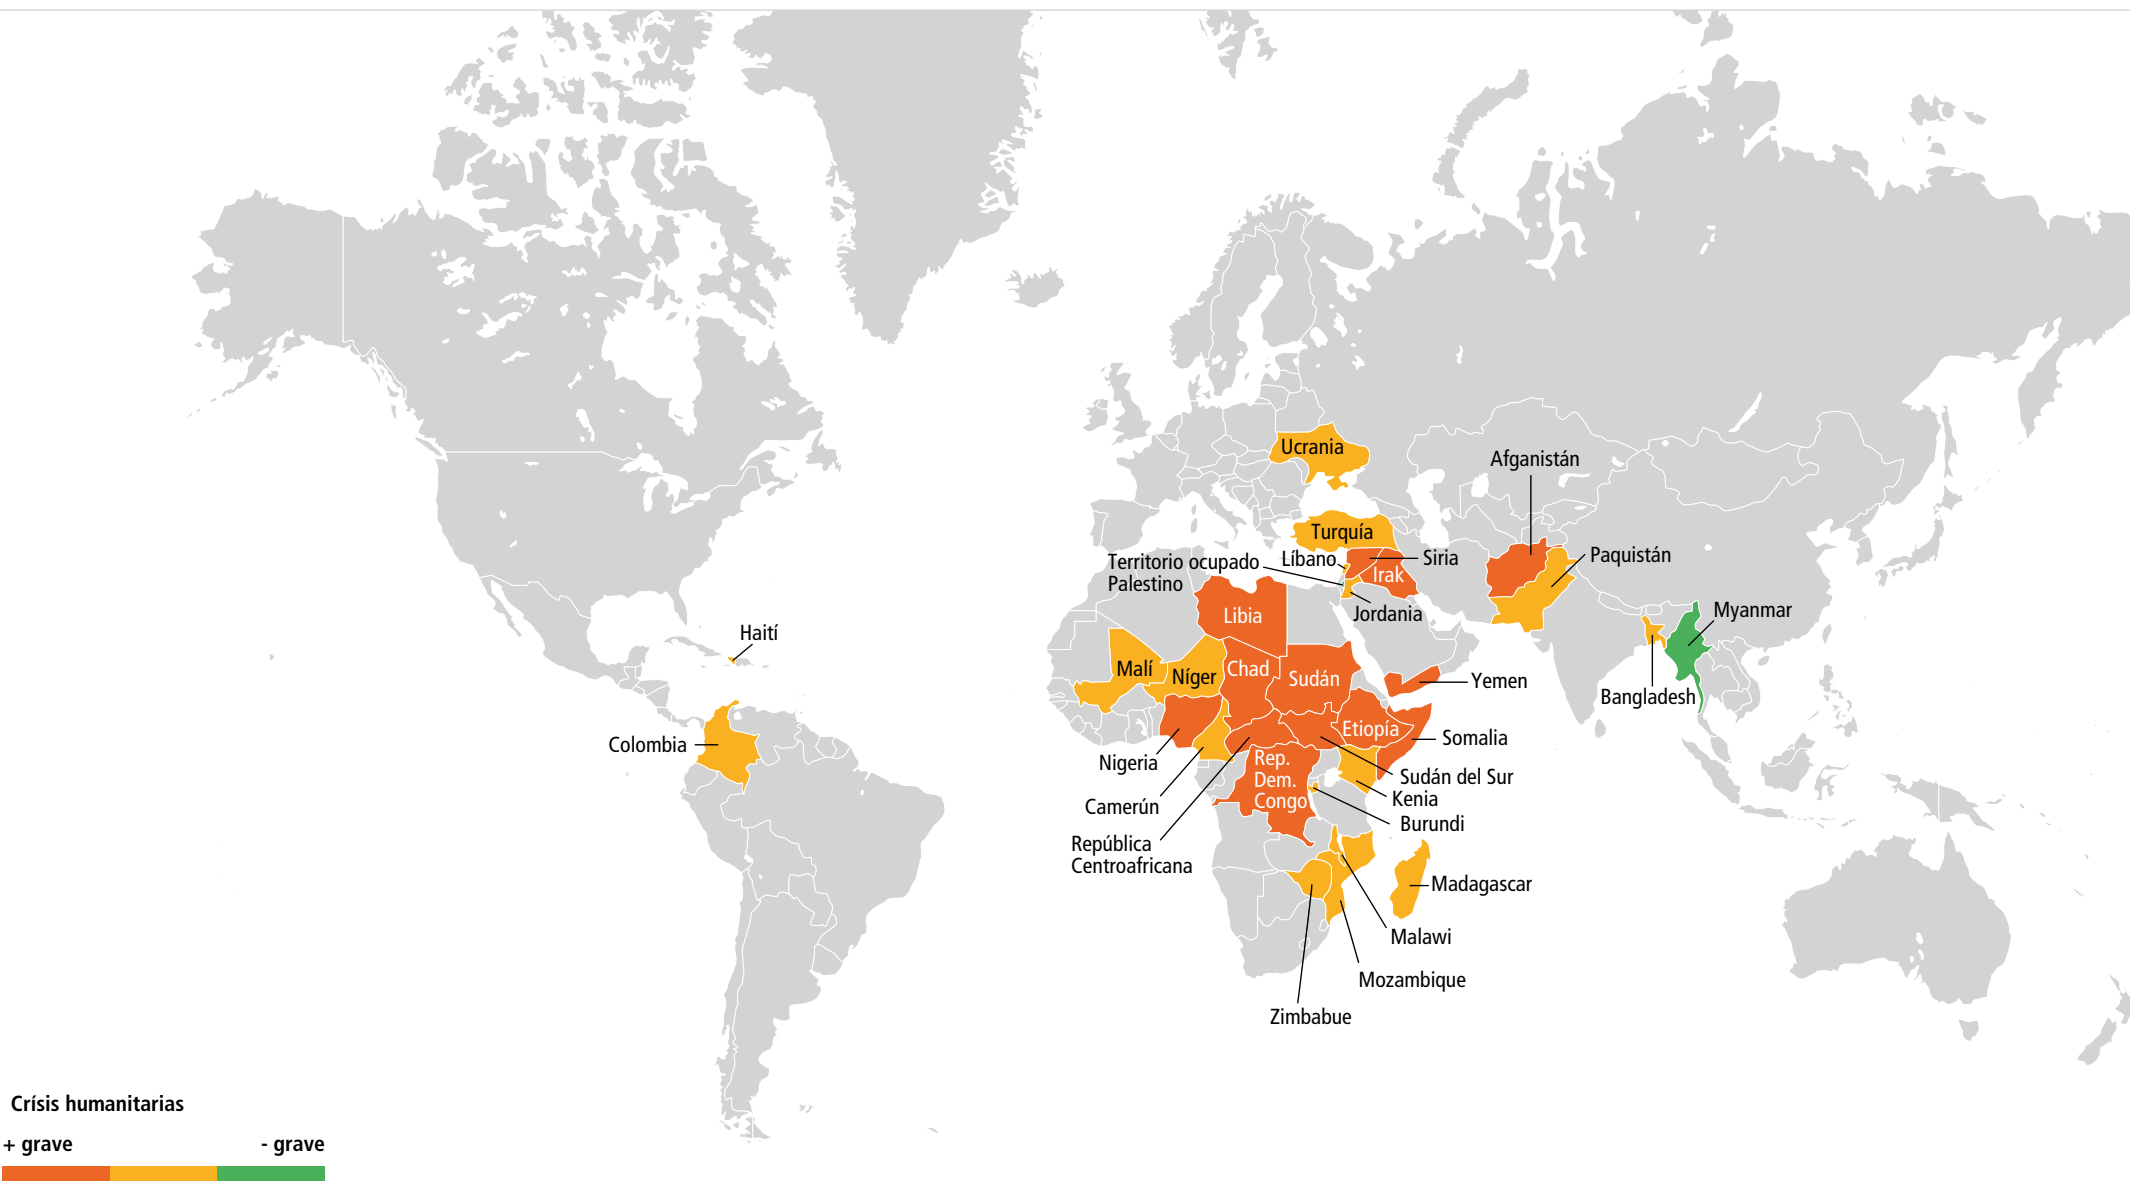 Ucrania
Afganistán
Turquía
Territorio ocupado
Palestino
Líbano
Siria
Paquistán
Irak
Jordania
Libia
Myanmar
Haití
Malí
Níger
Chad
Sudán
Yemen
Bangladesh
Colombia
Nigeria
Etiopía
Somalia
Rep.
Dem.
Congo
Sudán del Sur
Kenia
Camerún
Burundi
República
Centroafricana
Madagascar
Malawi
Mozambique
Zimbabue
Crísis humanitarias
+ grave
- grave